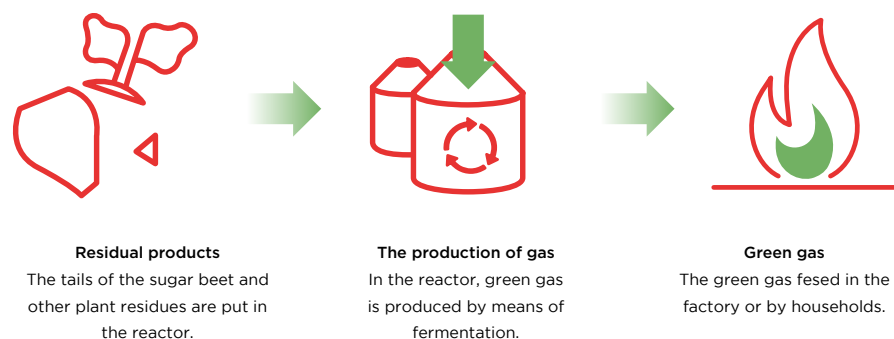 Residual products
The tails of the sugar beet and
other plant residues are put in
the reactor.
The production of gas
In the reactor, green gas
is produced by means of
fermentation.
Green gas
The green gas fesed in the
factory or by households.